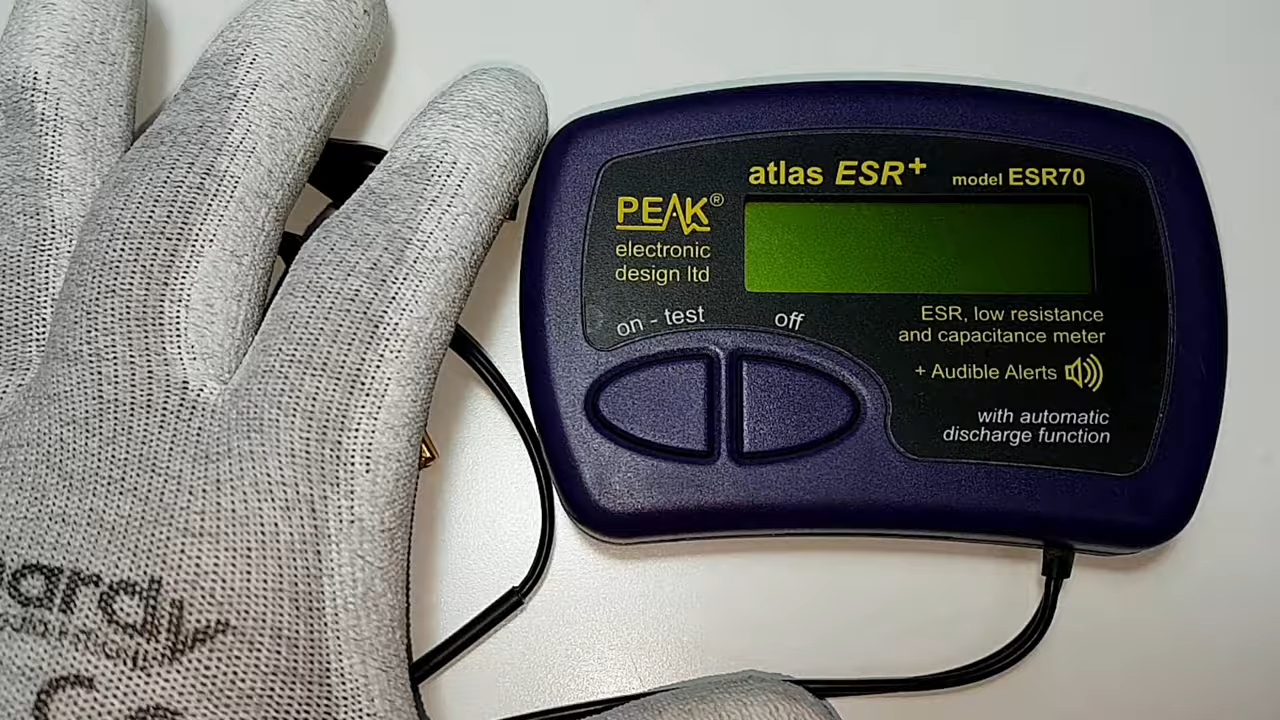 atlas ESR+ model ESR70
PEAK®
electronic
design ltd
on - test
off
ESR, low resistance
and capacitance meter
+ Audible Alerts
with automatic
discharge function